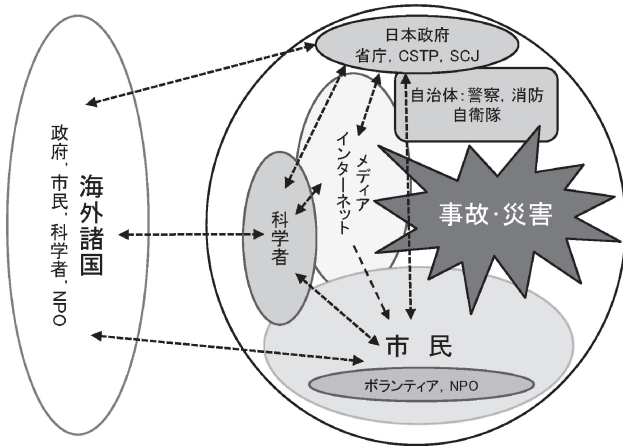 日本政府
省庁, CSTP, SCJ
自治体：警察, 消防
自衛隊
メディア
インターネット
事故・災害
科学者
海外諸国
政府, 市民, 科学者, NPO
市 民
ボランティア, NPO